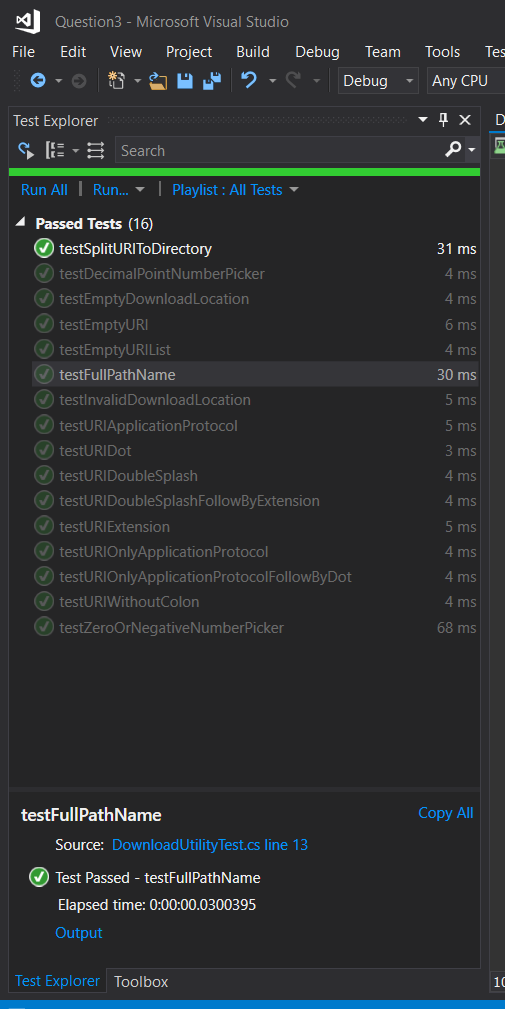 Question3 - Microsoft Visual Studio
File Edit View Project Build Debug Team Tools Tes
Debug Any CPU
Test Explorer
Search
Run All Run... Playlist : All Tests
Passed Tests (16)
testSplitURIToDirectory 31 ms
testDecimalPointNumberPicker 4 ms
testEmptyDownloadLocation 4 ms
testEmptyURI 6 ms
testEmptyURIList 4 ms
testFullPathName 30 ms
testInvalidDownloadLocation 5 ms
testURIApplicationProtocol 5 ms
testURIDot 3 ms
testURIDoubleSplash 4 ms
testURIDoubleSplashFollowByExtension 4 ms
testURIExtension 5 ms
testURIOnlyApplicationProtocol 4 ms
testURIOnlyApplicationProtocolFollowByDot 4 ms
testURIWithoutColon 4 ms
testZeroOrNegativeNumberPicker 68 ms
testFullPathName Copy All
Source: DownloadUtilityTest.cs line 13
Test Passed - testFullPathName
Elapsed time: 0:00:00.0300395
Output
Test Explorer Toolbox